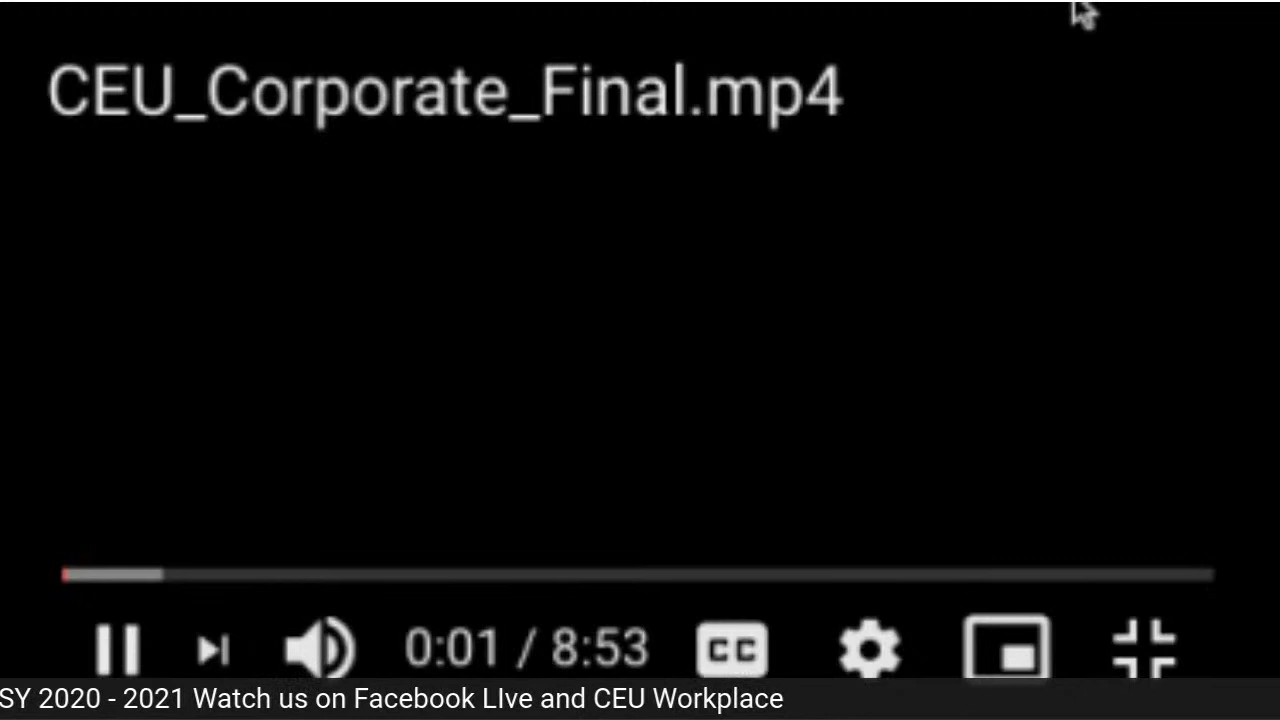 CEU_Corporate_Final.mp4
0:01 / 8:53
CC
SY 2020 - 2021 Watch us on Facebook LIve and CEU Workplace